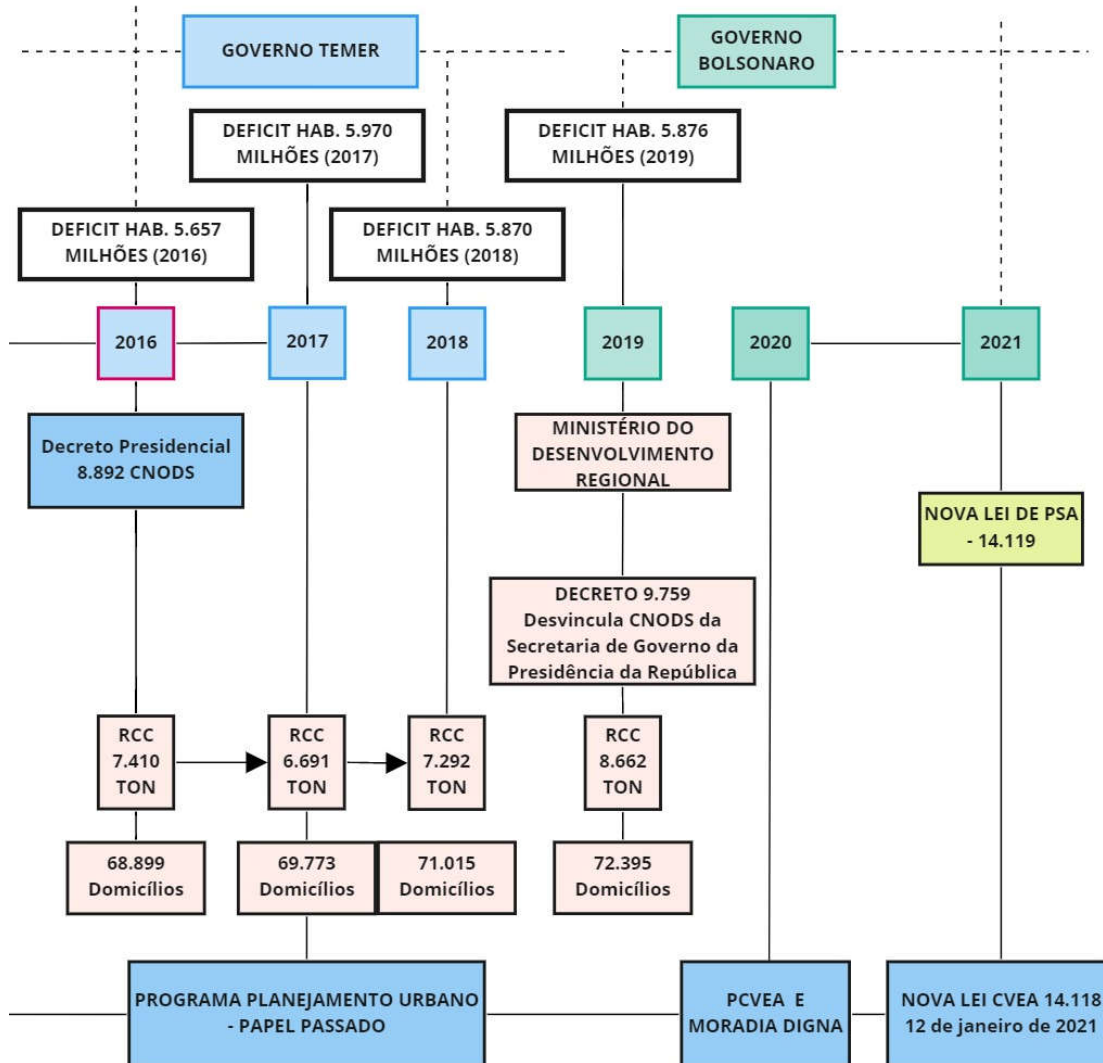 GOVERNO TEMER
GOVERNO
BOLSONARO
DEFICIT HAB. 5.970
MILHÕES (2017)
DEFICIT HAB. 5.876
MILHÕES (2019)
DEFICIT HAB. 5.657
MILHÕES (2016)
DEFICIT HAB. 5.870
MILHÕES (2018)
2016
2017
2018
2019
2020
2021
Decreto Presidencial
8.892 CNODS
MINISTÉRIO DO
DESENVOLVIMENTO
REGIONAL
NOVA LEI DE PSA
- 14.119
DECRETO 9.759
Desvincula CNODS da
Secretaria de Governo da
Presidência da República
RCC
7.410
TON
RCC
6.691
TON
RCC
7.292
TON
RCC
8.662
TON
68.899
Domicílios
69.773
Domicílios
71.015
Domicílios
72.395
Domicílios
PROGRAMA PLANEJAMENTO URBANO
- PAPEL PASSADO
PCVEA E
MORADIA DIGNA
NOVA LEI CVEA 14.118
12 de janeiro de 2021